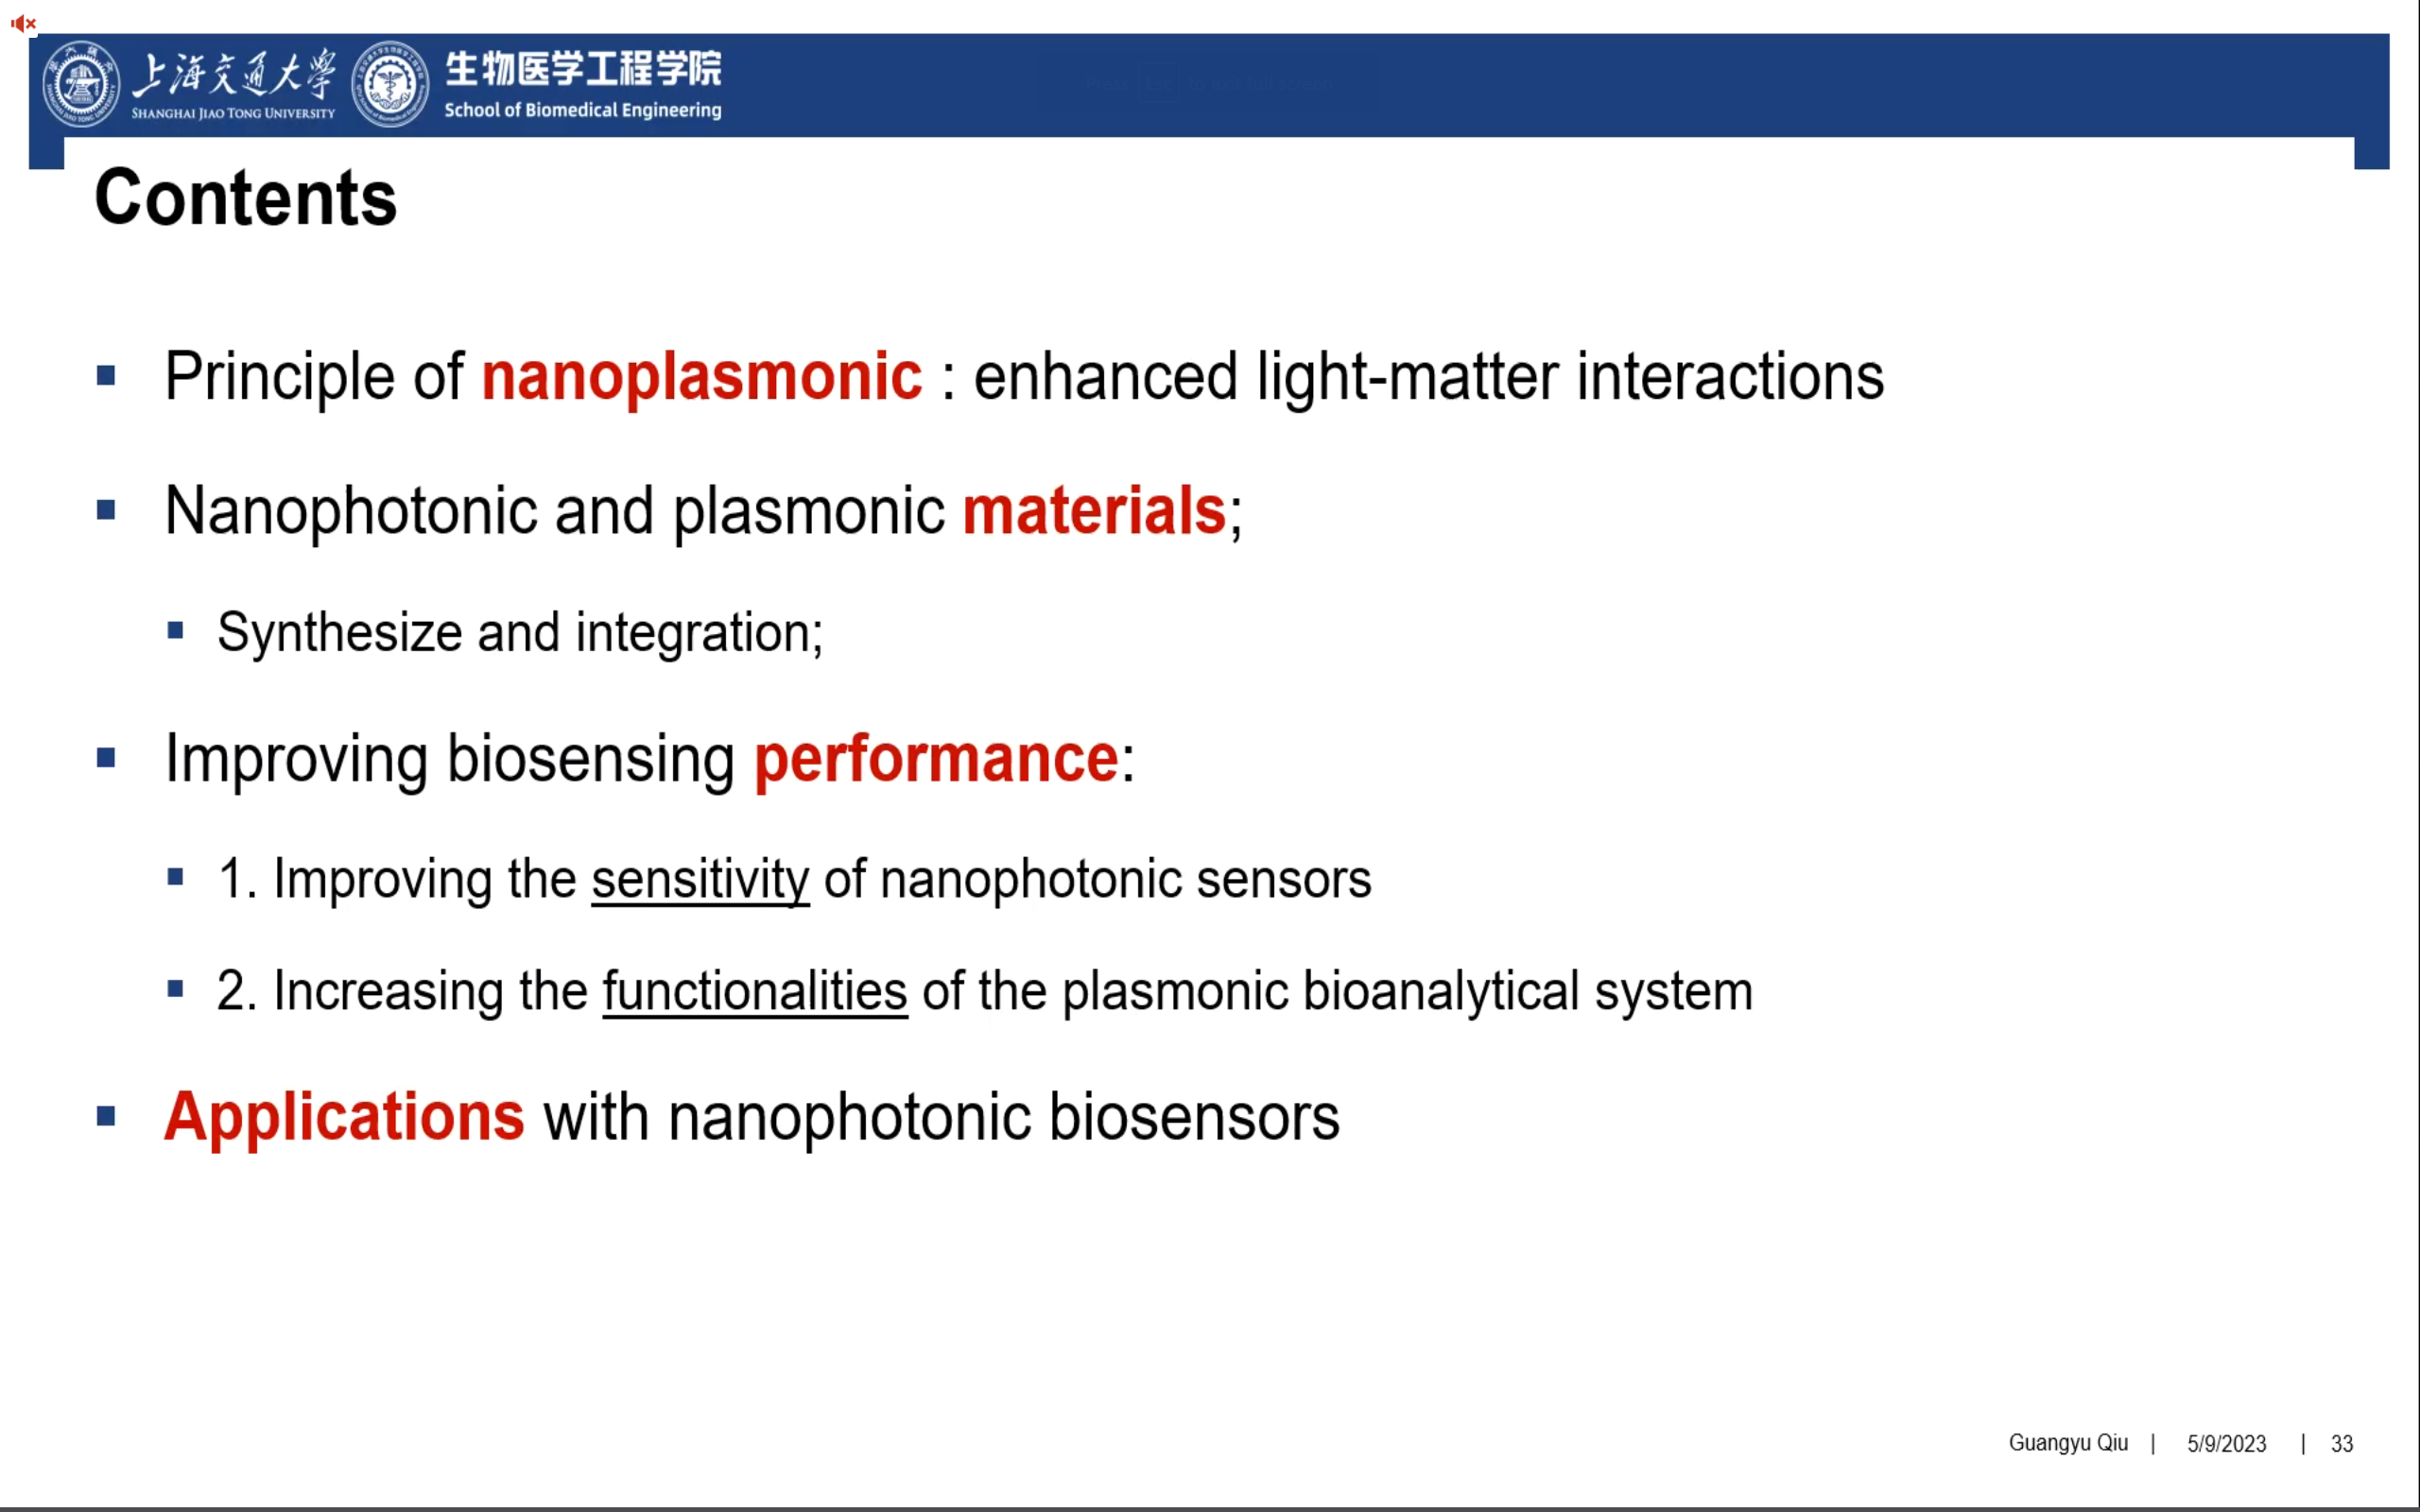 上海交通大学
SHANGHAI JIAO TONG UNIVERSITY
生物医学工程学院
School of Biomedical Engineering
Contents
Principle of nanoplasmonic : enhanced light-matter interactions
Nanophotonic and plasmonic materials;
Synthesize and integration;
Improving biosensing performance:
1. Improving the sensitivity of nanophotonic sensors
2. Increasing the functionalities of the plasmonic bioanalytical system
Applications with nanophotonic biosensors
Guangyu Qiu | 5/9/2023 | 33